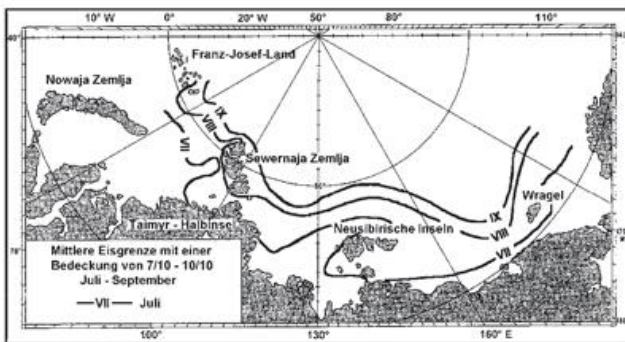 10° W
0°
20° W
50°
40° W
80°
110°
40°
Franz-Josef-Land
Nowaja Zemlja
IX
VIII
VII
Sewernaja Zemlja
Wragel
IX
VIII
VII
Taimyr - Halbinsel
Neusibirische Inseln
Mittlere Eisgrenze mit einer
Bedeckung von 7/10 - 10/10
Juli - September
VII Juli
100°
130°
160° E